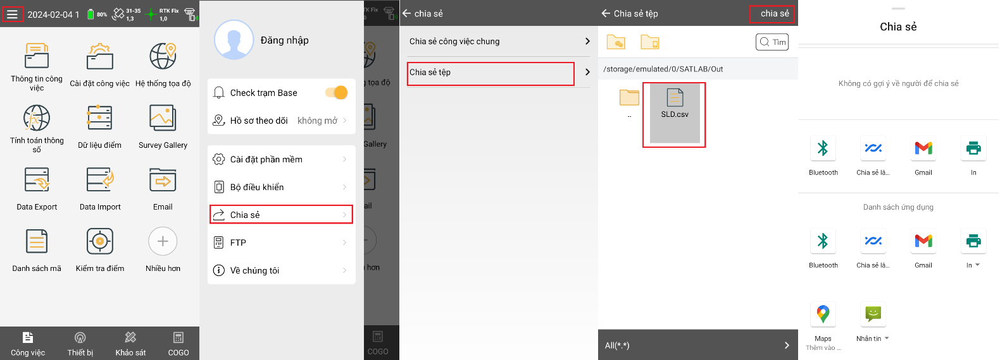 2024-02-04 1
80%
31-35
1,3
RTK Fix
1,0
Thông tin công
việc
Cài đặt công việc
Hệ thống tọa độ
fx
Tính toán thông
số
Dữ liệu điểm
Survey Gallery
Data Export
Data Import
Email
Danh sách mã
Kiểm tra điểm
Nhiều hơn
Công việc
Thiết bị
Khảo sát
COGO
Đăng nhập
Check trạm Base
Hồ sơ theo dõi
không mở
Cài đặt phần mềm
Bộ điều khiển
Chia sẻ
FTP
FTP
Về chúng tôi
TK Fix
0
g tọa độ
Gallery
ail
u hơn
COGO
chia sẻ
Chia sẻ công việc chung
Chia sẻ tệp
Chia sẻ tệp
chia sẻ
Tìm
/storage/emulated/0/SATLAB/Out
..
SLD.csv
All(*.*)
Chia sẻ
Không có gợi ý về người để chia sẻ
Bluetooth
Chia sẻ lâ...
Gmail
In
Danh sách ứng dụng
Bluetooth
Chia sẻ lâ...
Gmail
In
Maps
Thêm vào ...
Nhắn tin